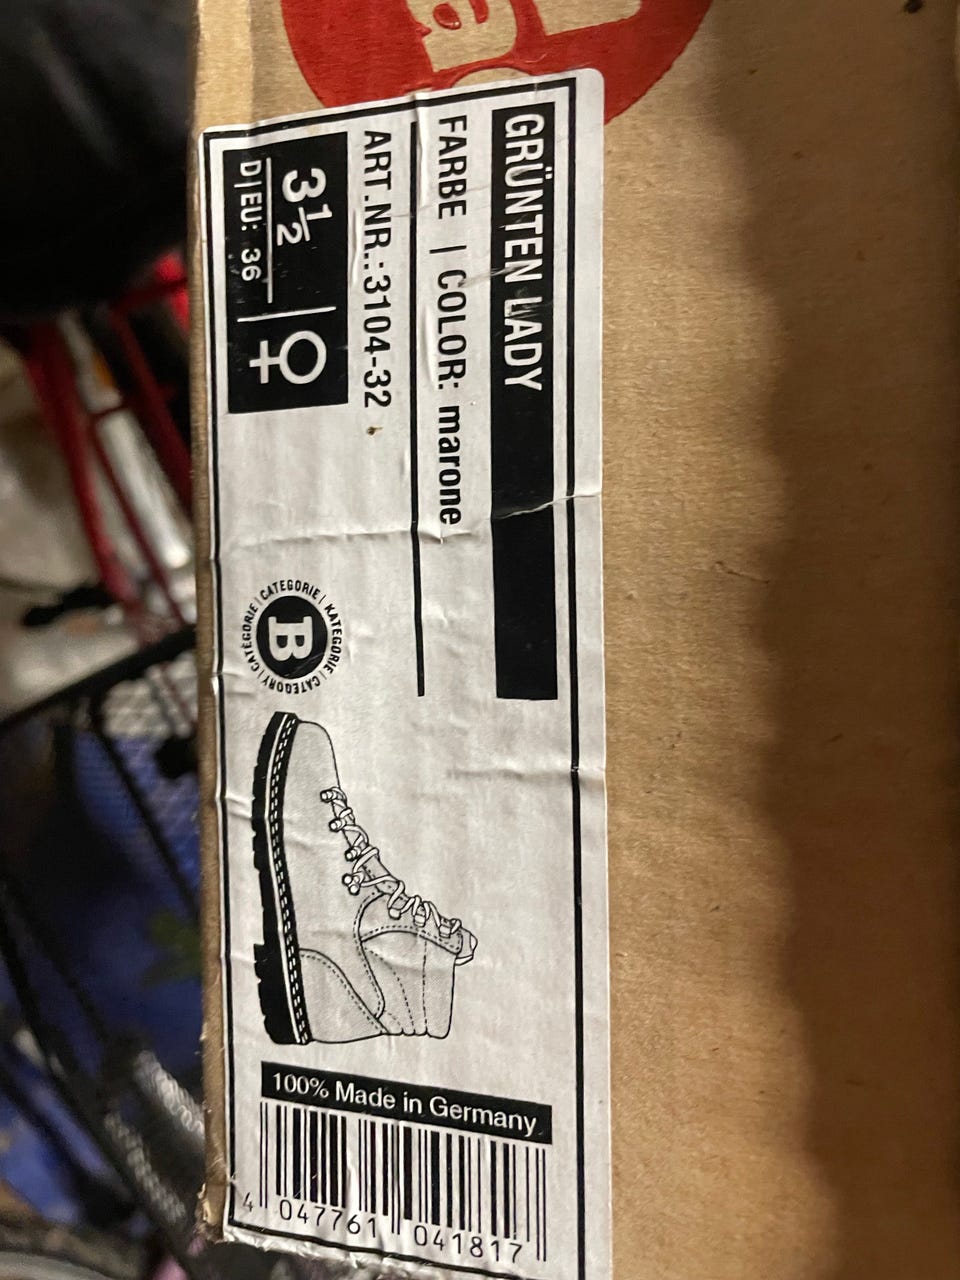 GRÜNTEN LADY
FARBE | COLOR: marone
ART.NR.:3104-32
3½
D|EU: 36
♀
CATEGORIE | KATEGORIE | CATEGORY | CATÉGORIE |
B
100% Made in Germany
4 047761 041817